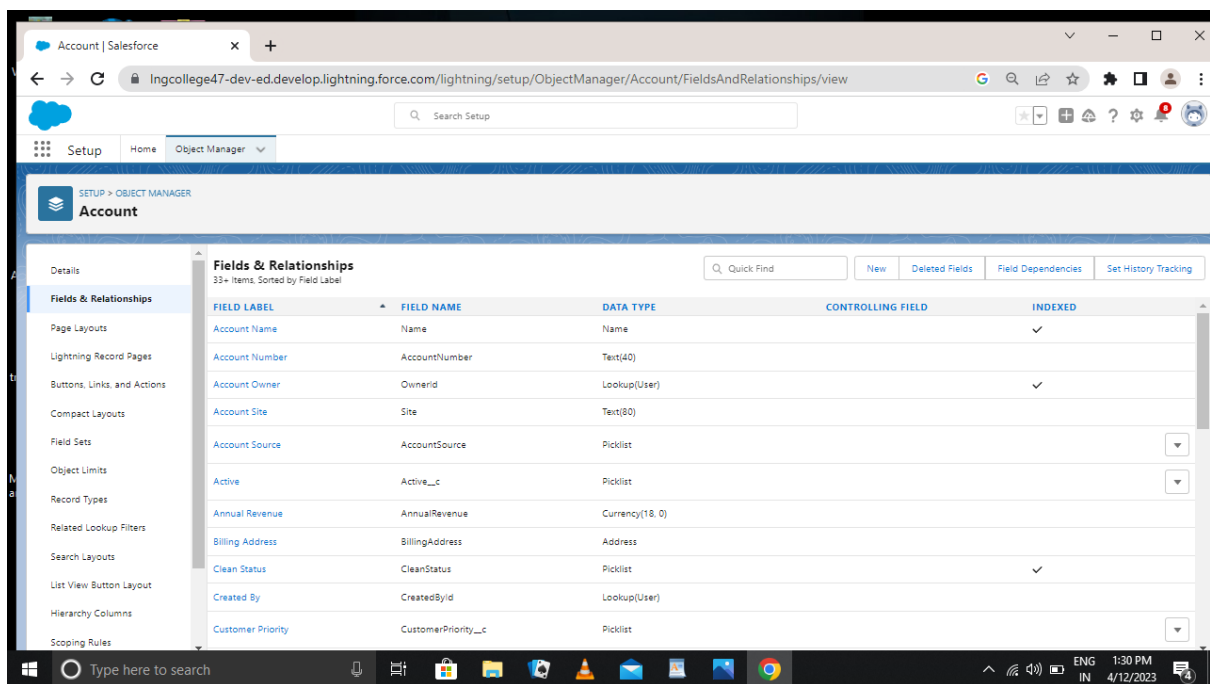 Account | Salesforce
lngcollege47-dev-ed.develop.lightning.force.com/lightning/setup/ObjectManager/Account/FieldsAndRelationships/view
Search Setup
8
Setup Home Object Manager
SETUP > OBJECT MANAGER
Account
Details
Fields & Relationships
Page Layouts
Lightning Record Pages
Buttons, Links, and Actions
Compact Layouts
Field Sets
Object Limits
Record Types
Related Lookup Filters
Search Layouts
List View Button Layout
Hierarchy Columns
Scoping Rules
Fields & Relationships
33+ Items, Sorted by Field Label
Quick Find New Deleted Fields Field Dependencies Set History Tracking
FIELD LABEL FIELD NAME DATA TYPE CONTROLLING FIELD INDEXED
Account Name Name Name
Account Number AccountNumber Text(40)
Account Owner OwnerId Lookup(User)
Account Site Site Text(80)
Account Source AccountSource Picklist
Active Active__c Picklist
Annual Revenue AnnualRevenue Currency(18, 0)
Billing Address BillingAddress Address
Clean Status CleanStatus Picklist
Created By CreatedById Lookup(User)
Customer Priority CustomerPriority__c Picklist
Type here to search
ENG
IN
1:30 PM
4/12/2023
4